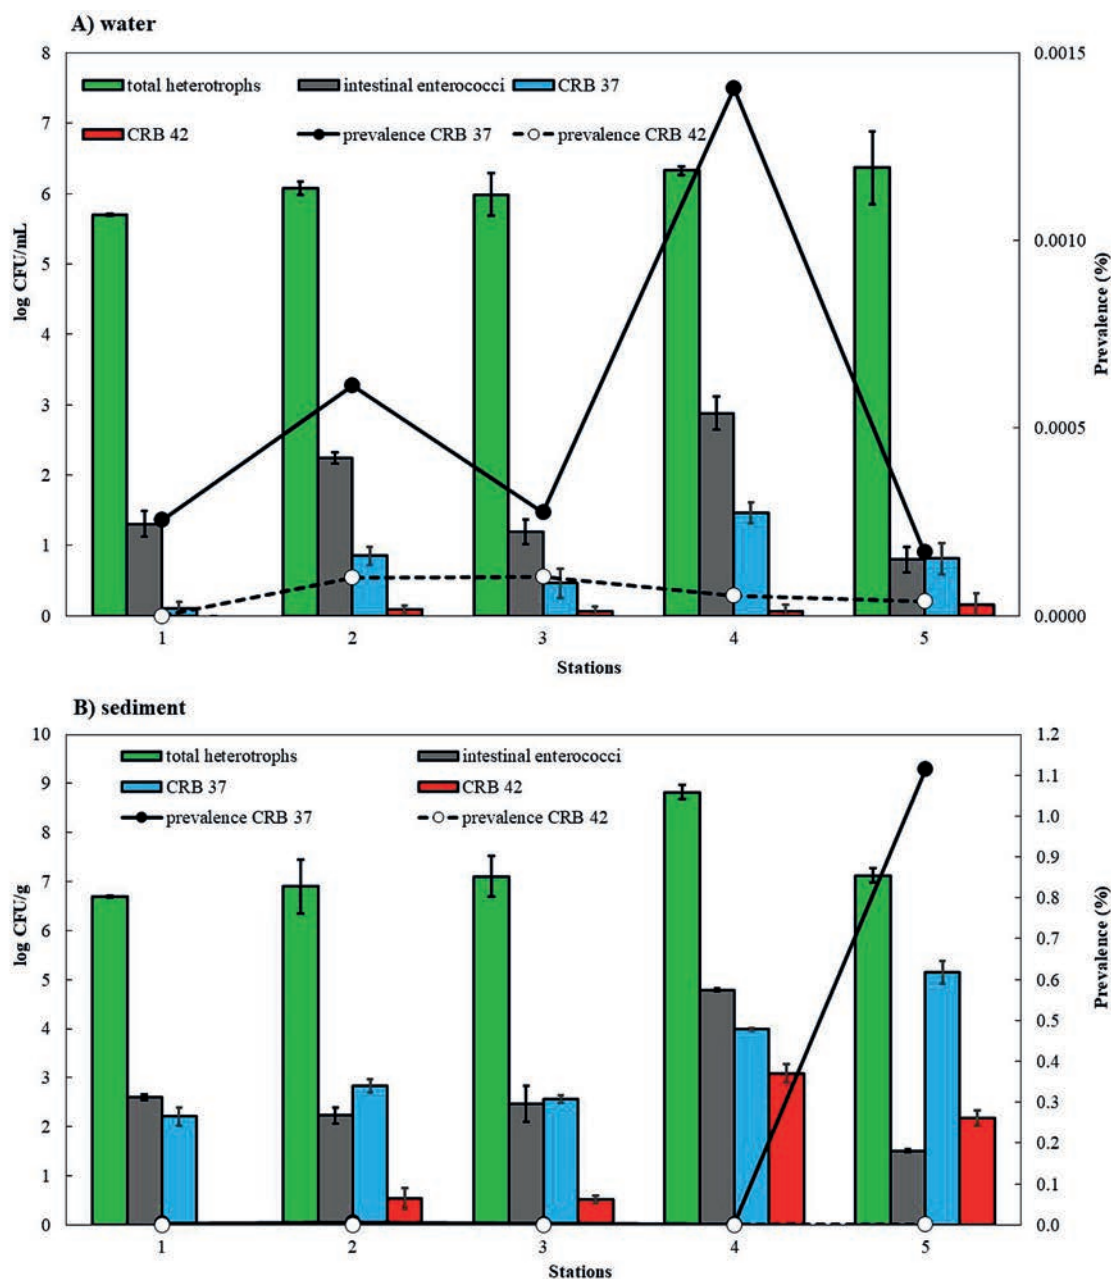 A) water
8
7
6
5
4
3
2
1
0
log CFU/mL
total heterotrophs
intestinal enterococci
CRB 37
CRB 42
prevalence CRB 37
prevalence CRB 42
0.0015
0.0010
0.0005
0.0000
Prevalence (%)
1 2 3 4 5
Stations
B) sediment
10
9
8
7
6
5
4
3
2
1
0
log CFU/g
total heterotrophs
intestinal enterococci
CRB 37
CRB 42
prevalence CRB 37
prevalence CRB 42
1.2
1.1
1.0
0.9
0.8
0.7
0.6
0.5
0.4
0.3
0.2
0.1
0.0
Prevalence (%)
1 2 3 4 5
Stations